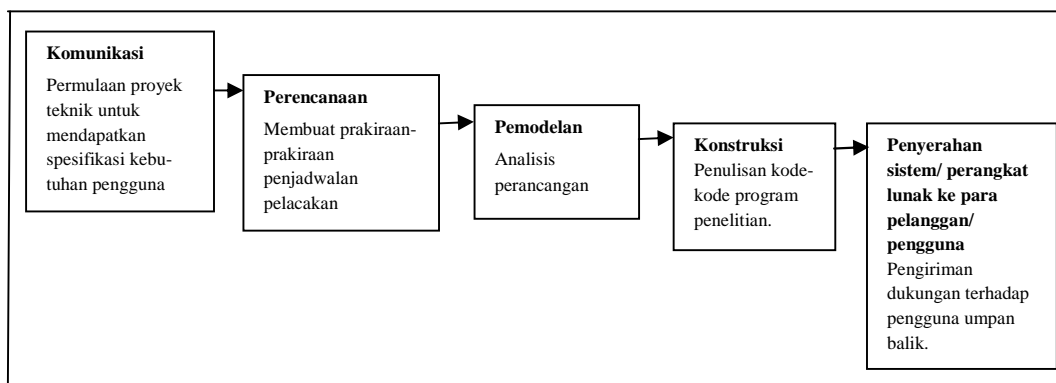 Komunikasi
Permulaan proyek
teknik untuk
mendapatkan
spesifikasi kebu-
tuhan pengguna
Perencanaan
Membuat prakiraan-
prakiraan
penjadwalan
pelacakan
Pemodelan
Analisis
perancangan
Konstruksi
Penulisan kode-
kode program
penelitian.
Penyerahan
sistem/ perangkat
lunak ke para
pelanggan/
pengguna
Pengiriman
dukungan terhadap
pengguna umpan
balik.